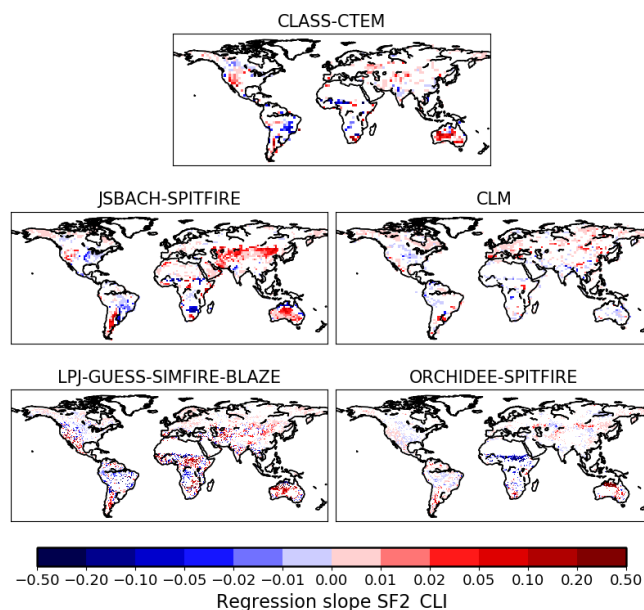 CLASS-CTEM
JSBACH-SPITFIRE CLM
LPJ-GUESS-SIMFIRE-BLAZE ORCHIDEE-SPITFIRE
−0.50 −0.20 −0.10 −0.05 −0.02 −0.01 0.00 0.01 0.02 0.05 0.10 0.20 0.50
Regression slope SF2_CLI